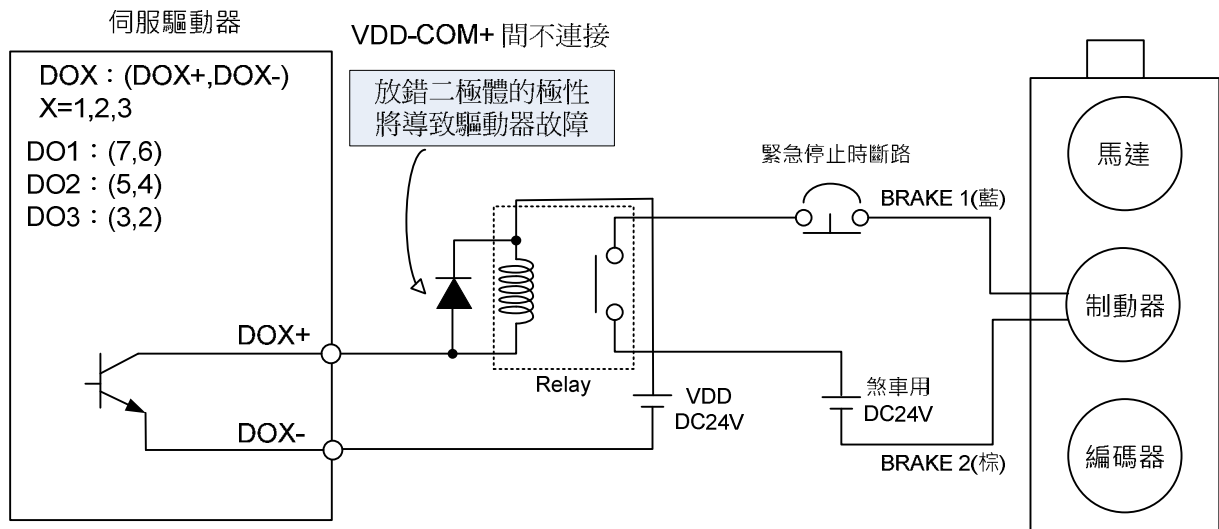 伺服驅動器
VDD-COM+ 間不連接
DOX：(DOX+,DOX-)
X=1,2,3
DO1：(7,6)
DO2：(5,4)
DO3：(3,2)
放錯二極體的極性
將導致驅動器故障
緊急停止時斷路
BRAKE 1(藍)
馬達
制動器
DOX+
Relay
VDD
DC24V
煞車用
DC24V
DOX-
BRAKE 2(棕)
編碼器